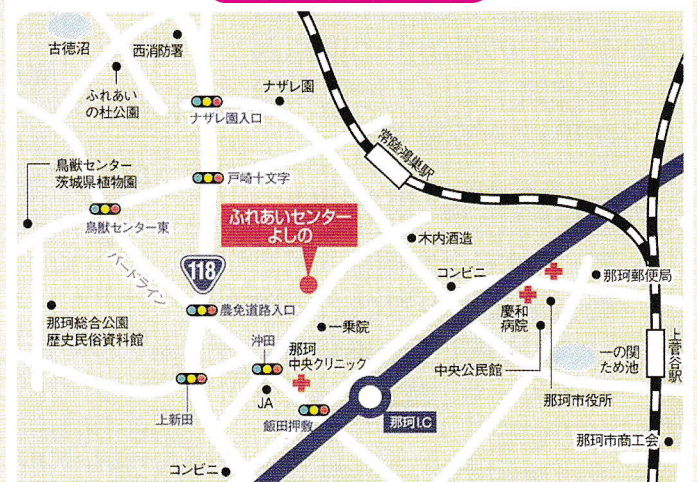 古徳沼
西消防署
ふれあい
の杜公園
ナザレ園
ナザレ園入口
常陸鴻巣駅
鳥獣センター
茨城県植物園
戸崎十文字
鳥獣センター東
ふれあいセンター
よしの
バードライン
118
木内酒造
コンビニ
那珂郵便局
慶和
病院
那珂総合公園
歴史民俗資料館
農免道路入口
一乗院
沖田
那珂
中央クリニック
中央公民館
一の関
ため池
上菅谷駅
上新田
JA
飯田押敷
那珂I.C
那珂市役所
那珂市商工会
コンビニ